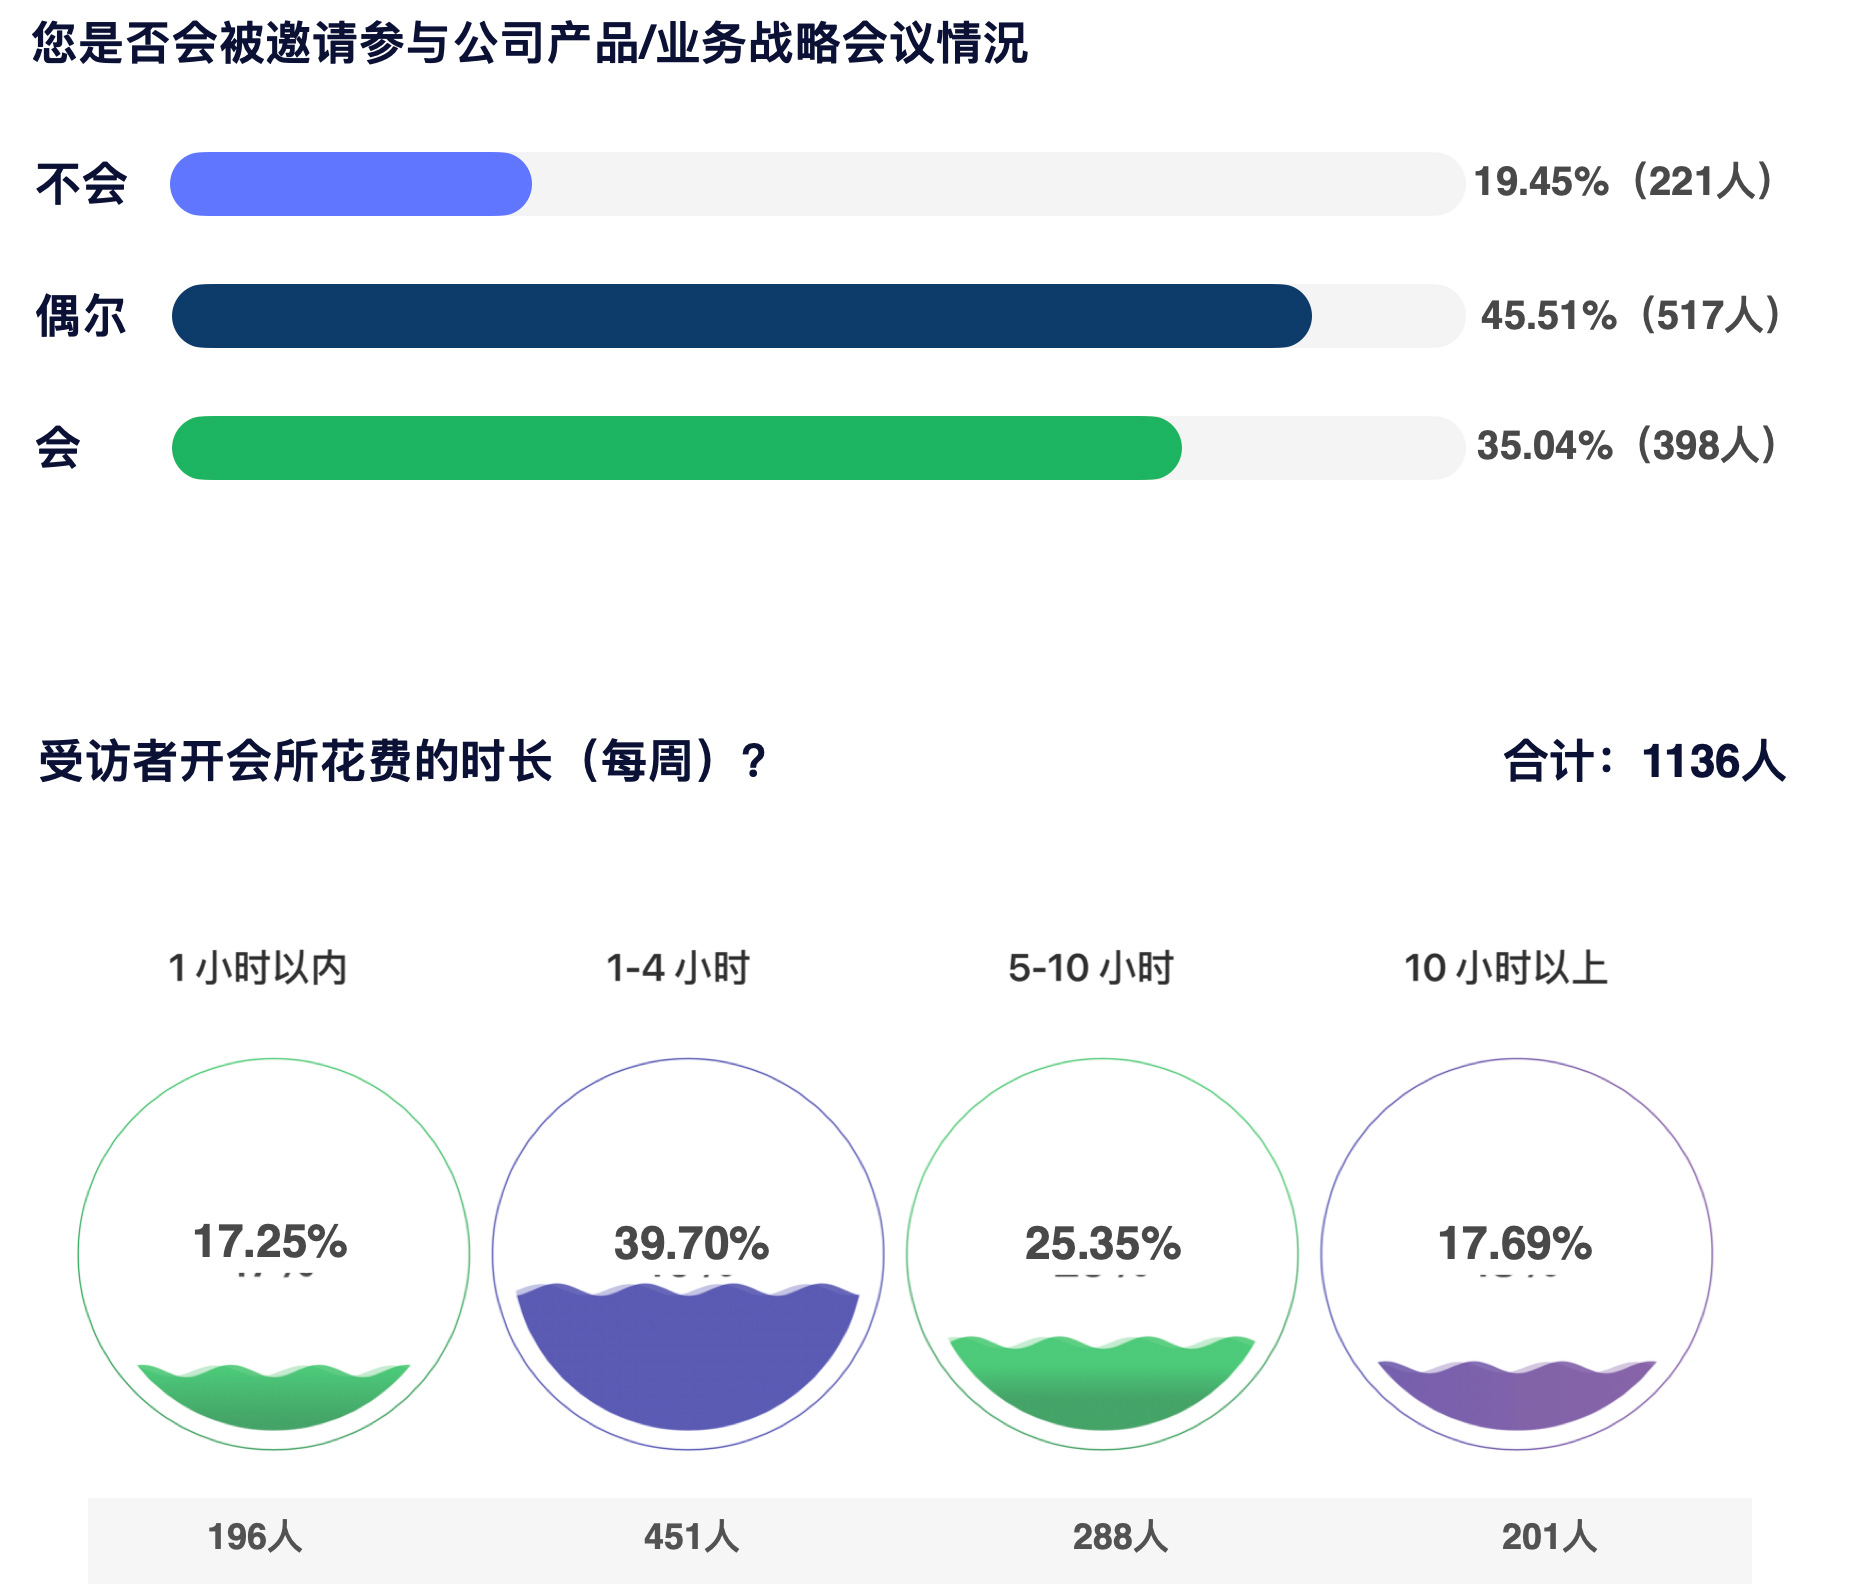 您是否会被邀请参与公司产品/业务战略会议情况
不会 19.45%（221人）
偶尔 45.51%（517人）
会 35.04%（398人）
受访者开会所花费的时长（每周）？ 合计：1136人
1 小时以内 1-4 小时 5-10 小时 10 小时以上
17.25% 39.70% 25.35% 17.69%
196人 451人 288人 201人